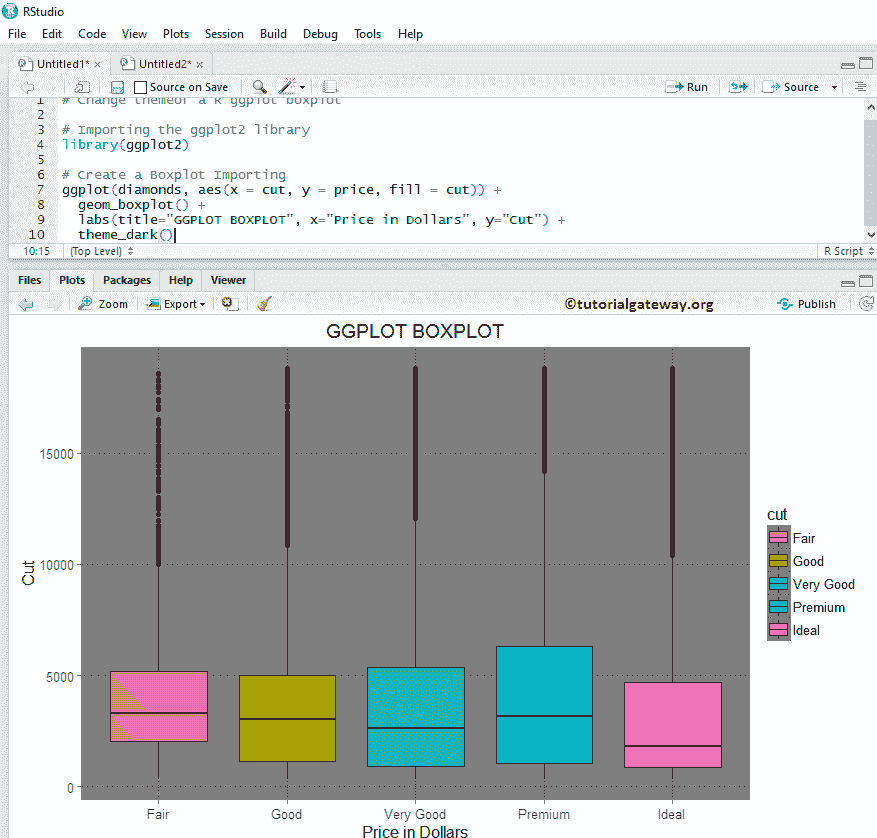 RStudio
File Edit Code View Plots Session Build Debug Tools Help
Untitled1* × Untitled2* ×
Source on Save Run Source
1 # Change themeof a R ggplot boxplot
2
3 # Importing the ggplot2 library
4 library(ggplot2)
5
6 # Create a Boxplot Importing
7 ggplot(diamonds, aes(x = cut, y = price, fill = cut)) +
8 geom_boxplot() +
9 labs(title="GGPLOT BOXPLOT", x="Price in Dollars", y="Cut") +
10 theme_dark()
10:15 (Top Level) R Script
Files Plots Packages Help Viewer
Zoom Export ©tutorialgateway.org Publish
GGPLOT BOXPLOT
15000
10000
5000
0
Cut
Fair Good Very Good Premium Ideal
Price in Dollars
cut
Fair
Good
Very Good
Premium
Ideal